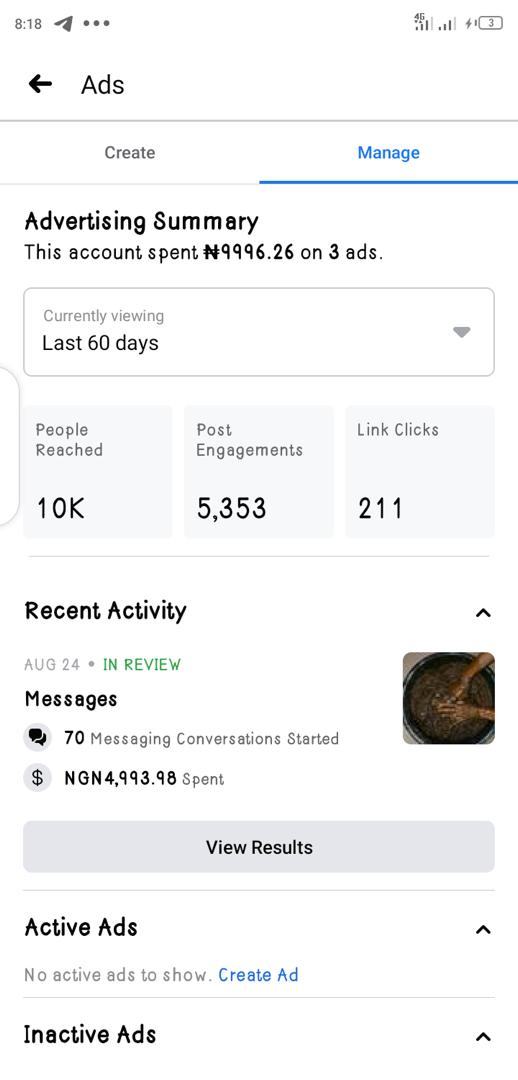 8:18
4G
3
Ads
Create Manage
Advertising Summary
This account spent ₦9996.26 on 3 ads.
Currently viewing
Last 60 days
People Reached
10K
Post Engagements
5,353
Link Clicks
211
Recent Activity
AUG 24 • IN REVIEW
Messages
70 Messaging Conversations Started
$ NGN4,993.98 Spent
View Results
Active Ads
No active ads to show. Create Ad
Inactive Ads